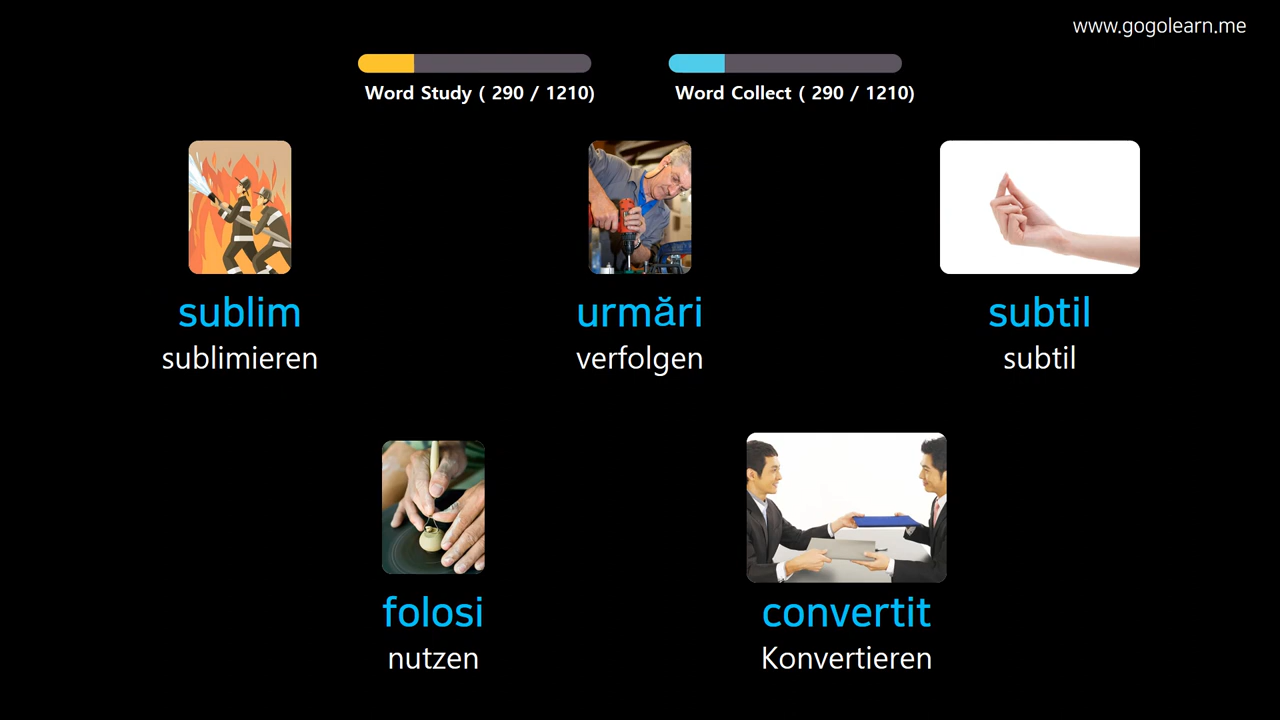 www.gogolearn.me
Word Study ( 290 / 1210)
Word Collect ( 290 / 1210)
sublim
sublimieren
urmări
verfolgen
subtil
subtil
folosi
nutzen
convertit
Konvertieren